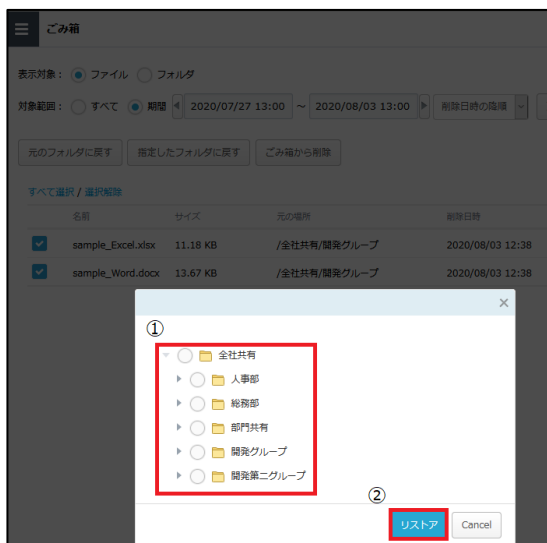 ごみ箱
表示対象： ファイル フォルダ
対象範囲： すべて 期間 2020/07/27 13:00 ～ 2020/08/03 13:00 削除日時の降順
元のフォルダに戻す 指定したフォルダに戻す ごみ箱から削除
すべて選択 / 選択解除
名前 サイズ 元の場所 削除日時
sample_Excel.xlsx 11.18 KB /全社共有/開発グループ 2020/08/03 12:38
sample_Word.docx 13.67 KB /全社共有/開発グループ 2020/08/03 12:38
×
①
全社共有
人事部
総務部
部門共有
開発グループ
開発第二グループ
②
リストア Cancel